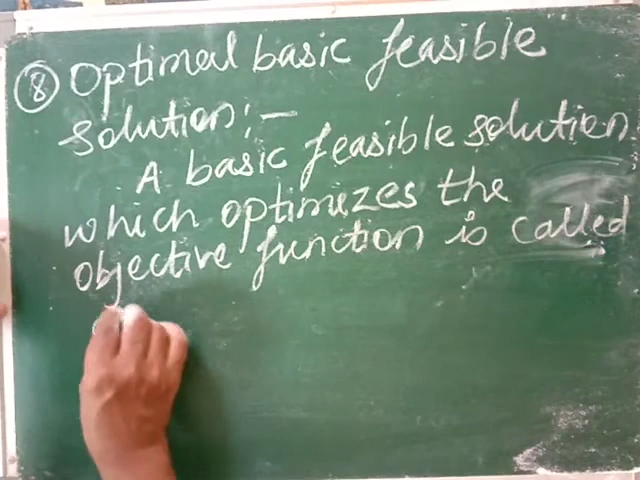 ⑧ Optimal basic feasible
solution:-
A basic feasible solution
which optimizes the
objective function is called